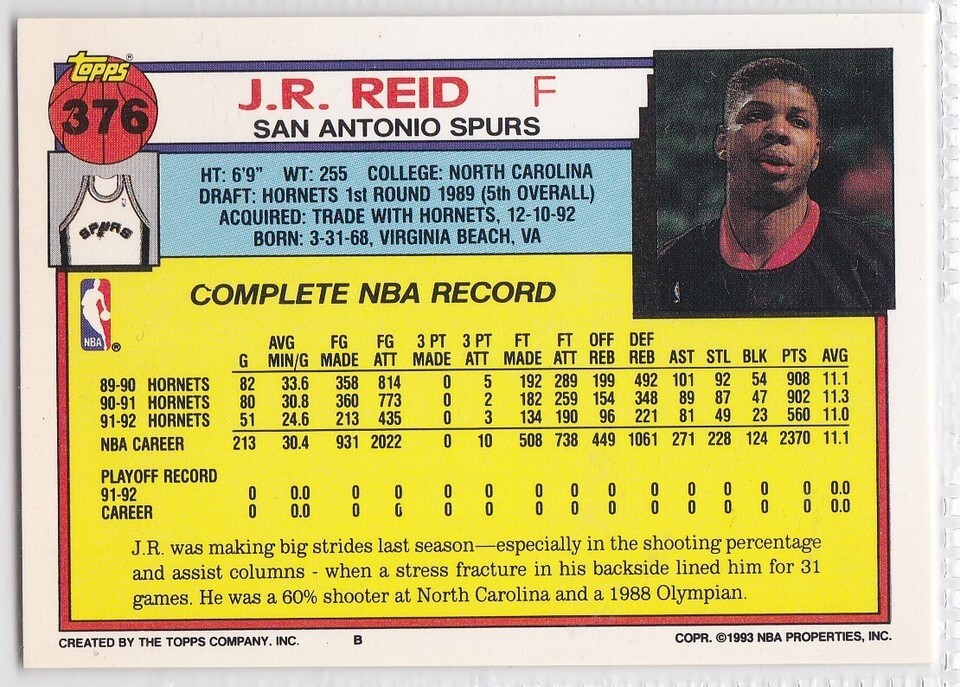 topps®
376
J.R. REID F
SAN ANTONIO SPURS
HT: 6'9" WT: 255 COLLEGE: NORTH CAROLINA
DRAFT: HORNETS 1st ROUND 1989 (5th OVERALL)
ACQUIRED: TRADE WITH HORNETS, 12-10-92
BORN: 3-31-68, VIRGINIA BEACH, VA
SPURS
NBA ®
COMPLETE NBA RECORD
AVG FG FG 3 PT 3 PT FT FT OFF DEF
G MIN/G MADE ATT MADE ATT MADE ATT REB REB AST STL BLK PTS AVG
89-90 HORNETS 82 33.6 358 814 0 5 192 289 199 492 101 92 54 908 11.1
90-91 HORNETS 80 30.8 360 773 0 2 182 259 154 348 89 87 47 902 11.3
91-92 HORNETS 51 24.6 213 435 0 3 134 190 96 221 81 49 23 560 11.0
NBA CAREER 213 30.4 931 2022 0 10 508 738 449 1061 271 228 124 2370 11.1
PLAYOFF RECORD
91-92 0 0.0 0 0 0 0 0 0 0 0 0 0 0 0 0.0
CAREER 0 0.0 0 0 0 0 0 0 0 0 0 0 0 0 0.0
J.R. was making big strides last season—especially in the shooting percentage
and assist columns - when a stress fracture in his backside lined him for 31
games. He was a 60% shooter at North Carolina and a 1988 Olympian.
CREATED BY THE TOPPS COMPANY. INC. B COPR. ©1993 NBA PROPERTIES, INC.